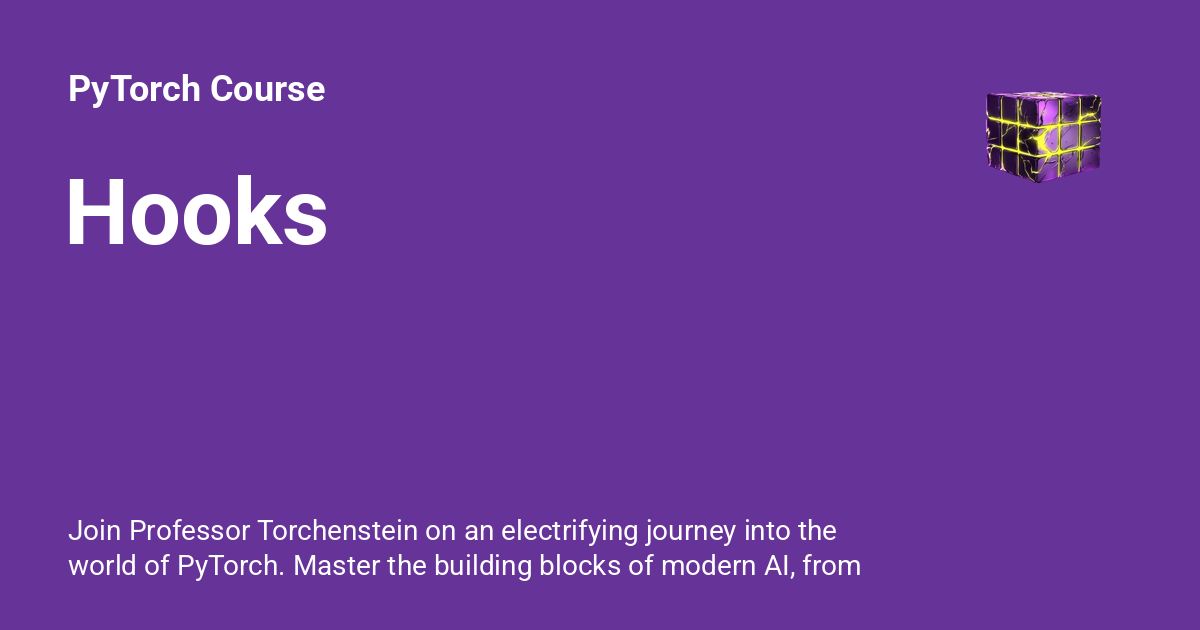 PyTorch Course
Hooks
Join Professor Torchenstein on an electrifying journey into the
world of PyTorch. Master the building blocks of modern AI, from